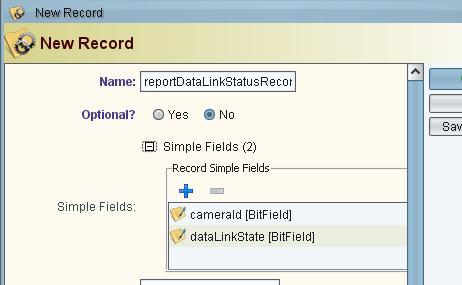 New Record
New Record
Name: reportDataLinkStatusRecor
Optional? Yes No
Simple Fields (2)
Record Simple Fields
Simple Fields:
cameraId [BitField]
dataLinkState [BitField]